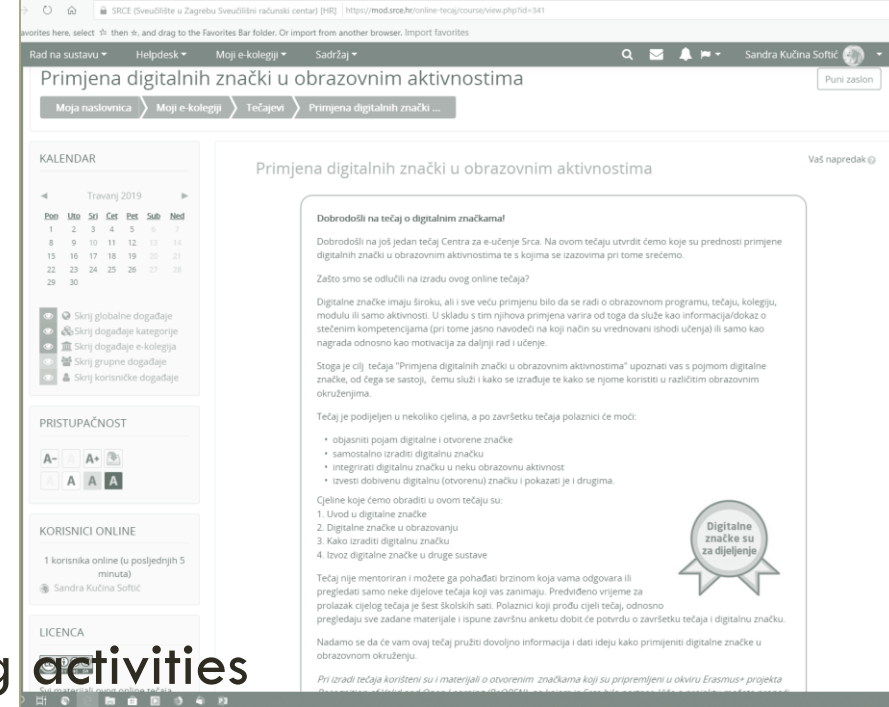 SRCE (Sveučilište u Zagrebu Sveučilišni računski centar) [HR] https://mod.srce.hr/online-tecaj/course/view.php?id=341
avorites here, select ☆ then ☆, and drag to the Favorites Bar folder. Or import from another browser. Import favorites
Rad na sustavu Helpdesk Moji e-kolegiji Sadržaj Sandra Kučina Softić
Primjena digitalnih znački u obrazovnim aktivnostima
Puni zaslon
Moja naslovnica Moji e-kolegiji Tečajevi Primjena digitalnih znački ...
KALENDAR
Travanj 2019
Pon Uto Sri Čet Pet Sub Ned
1 2 3 4 5 6 7
8 9 10 11 12 13 14
15 16 17 18 19 20 21
22 23 24 25 26 27 28
29 30
Skrij globalne događaje
Skrij događaje kategorije
Skrij događaje e-kolegija
Skrij grupne događaje
Skrij korisničke događaje
PRISTUPAČNOST
A- A A+
A A A A
KORISNICI ONLINE
1 korisnika online (u posljednjih 5
minuta)
Sandra Kučina Softić
LICENCA
Svi materijali ovog online tečaja
Vaš napredak
Primjena digitalnih znački u obrazovnim aktivnostima
Dobrodošli na tečaj o digitalnim značkama!
Dobrodošli na još jedan tečaj Centra za e-učenje Srca. Na ovom tečaju utvrdit ćemo koje su prednosti primjene
digitalnih znački u obrazovnim aktivnostima te s kojima se izazovima pri tome srećemo.
Zašto smo se odlučili na izradu ovog online tečaja?
Digitalne značke imaju široku, ali i sve veću primjenu bilo da se radi o obrazovnom programu, tečaju, kolegiju,
modulu ili samo aktivnosti. U skladu s tim njihova primjena varira od toga da služe kao informacija/dokaz o
stečenim kompetencijama (pri tome jasno navodeći na koji način su vrednovani ishodi učenja) ili samo kao
nagrada odnosno kao motivacija za daljnji rad i učenje.
Stoga je cilj tečaja "Primjena digitalnih znački u obrazovnim aktivnostima" upoznati vas s pojmom digitalne
značke, od čega se sastoji, čemu služi i kako se izrađuje te kako se njome koristiti u različitim obrazovnim
okruženjima.
Tečaj je podijeljen u nekoliko cjelina, a po završetku tečaja polaznici će moći:
• objasniti pojam digitalne i otvorene značke
• samostalno izraditi digitalnu značku
• integrirati digitalnu značku u neku obrazovnu aktivnost
• izvesti dobivenu digitalnu (otvorenu) značku i pokazati je i drugima.
Cjeline koje ćemo obraditi u ovom tečaju su:
1. Uvod u digitalne značke
2. Digitalne značke u obrazovanju
3. Kako izraditi digitalnu značku
4. Izvoz digitalne značke u druge sustave
Digitalne
značke su
za dijeljenje
Tečaj nije mentoriran i možete ga pohađati brzinom koja vama odgovara ili
pregledati samo neke dijelove tečaja koji vas zanimaju. Predviđeno vrijeme za
prolazak cijelog tečaja je šest školskih sati. Polaznici koji prođu cijeli tečaj, odnosno
pregledaju sve zadane materijale i ispune završnu anketu dobit će potvrdu o završetku tečaja i digitalnu značku.
Nadamo se da će vam ovaj tečaj pružiti dovoljno informacija i dati ideju kako primijeniti digitalne značke u
obrazovnom okruženju.
Pri izradi tečaja korišteni su i materijali o otvorenim značkama koji su pripremljeni u okviru Erasmus+ projekta
g activities